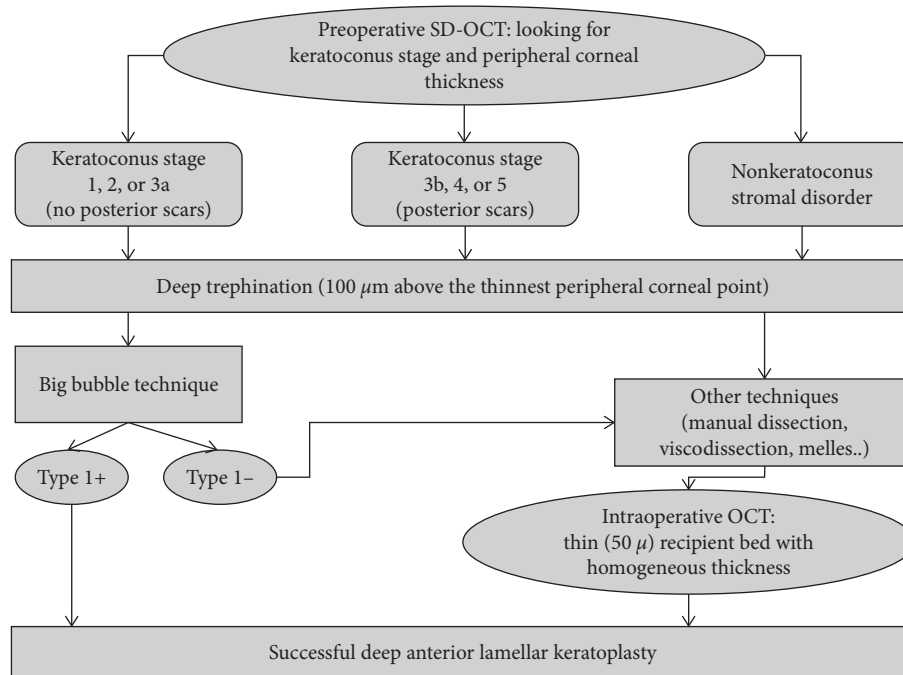 Preoperative SD-OCT: looking for
keratoconus stage and peripheral corneal
thickness
Keratoconus stage
1, 2, or 3a
(no posterior scars)
Keratoconus stage
3b, 4, or 5
(posterior scars)
Nonkeratoconus
stromal disorder
Deep trephination (100 μm above the thinnest peripheral corneal point)
Big bubble technique
Other techniques
(manual dissection,
viscodissection, melles..)
Type 1+
Type 1−
Intraoperative OCT:
thin (50 μ) recipient bed with
homogeneous thickness
Successful deep anterior lamellar keratoplasty